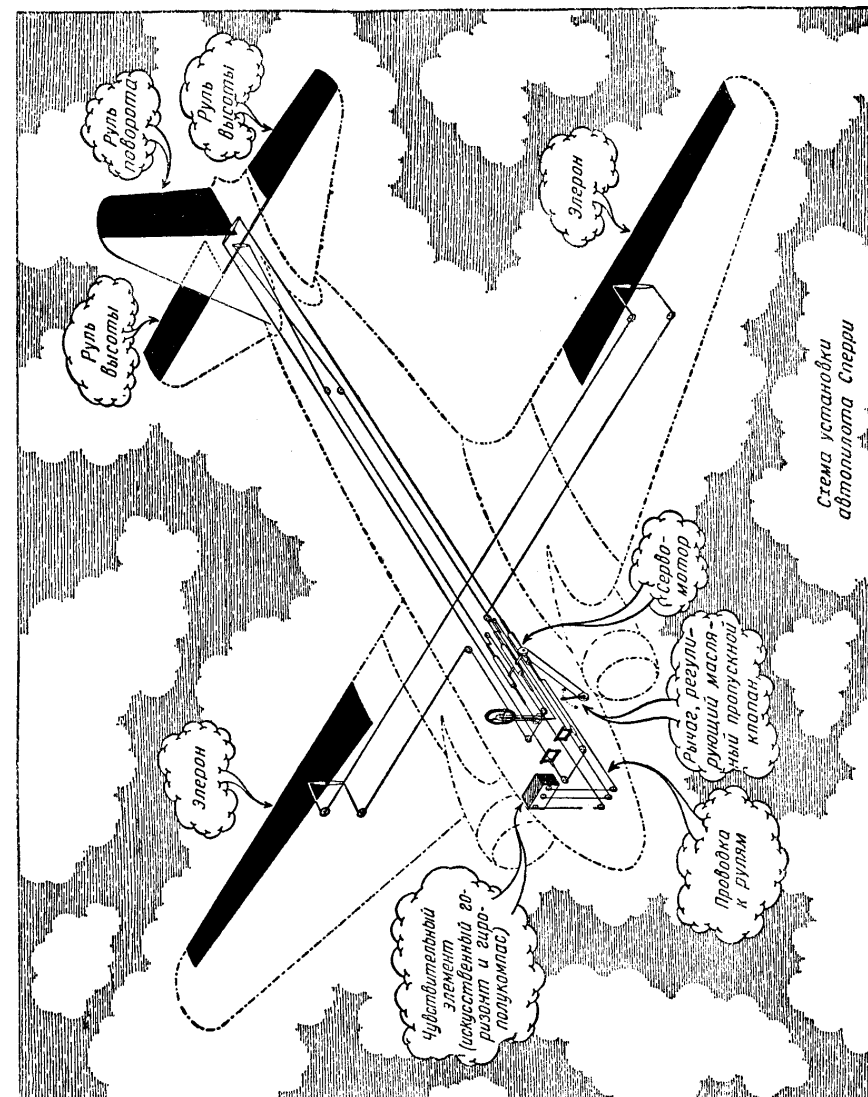 Руль
поворота
Руль
высоты
Руль
высоты
Элерон
Элерон
Серво-
мотор
Рычаг, регули-
рующий масля-
ный пропускной
клапан
Проводка
к рулям
Чувствительный
элемент
(искусственный го-
ризонт и гиро-
полукомпас)
Схема установки
автопилота Сперри